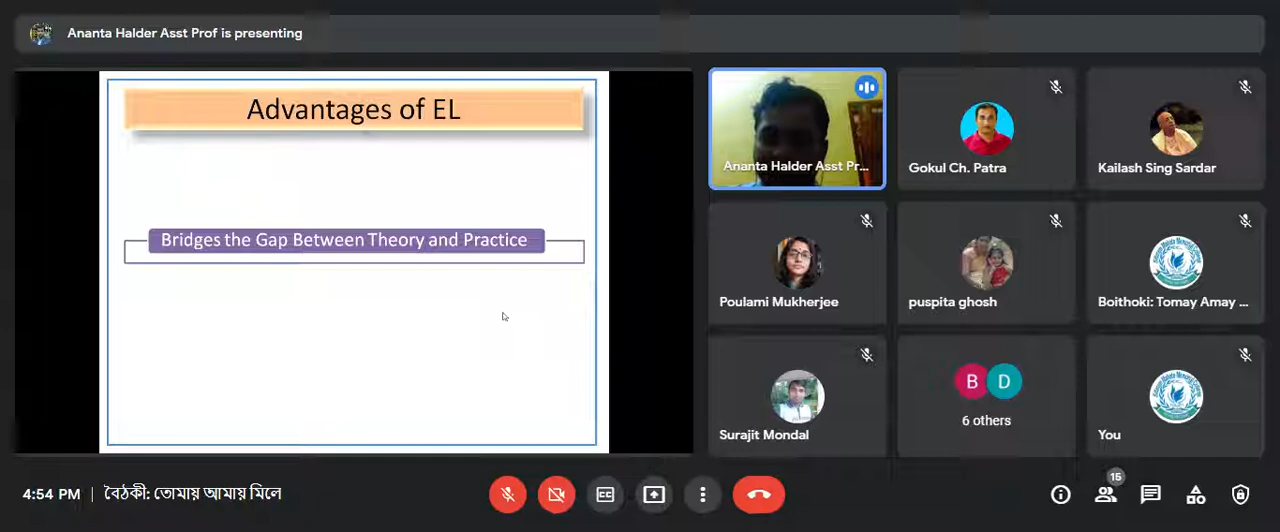 Ananta Halder Asst Prof is presenting
Advantages of EL
Bridges the Gap Between Theory and Practice
Ananta Halder Asst Pr...
Gokul Ch. Patra
Kailash Sing Sardar
Poulami Mukherjee
puspita ghosh
Boithoki: Tomay Amay ...
Surajit Mondal
B D
6 others
You
4:54 PM | বৈঠকী: তোমায় আমায় মিলে
CC
15